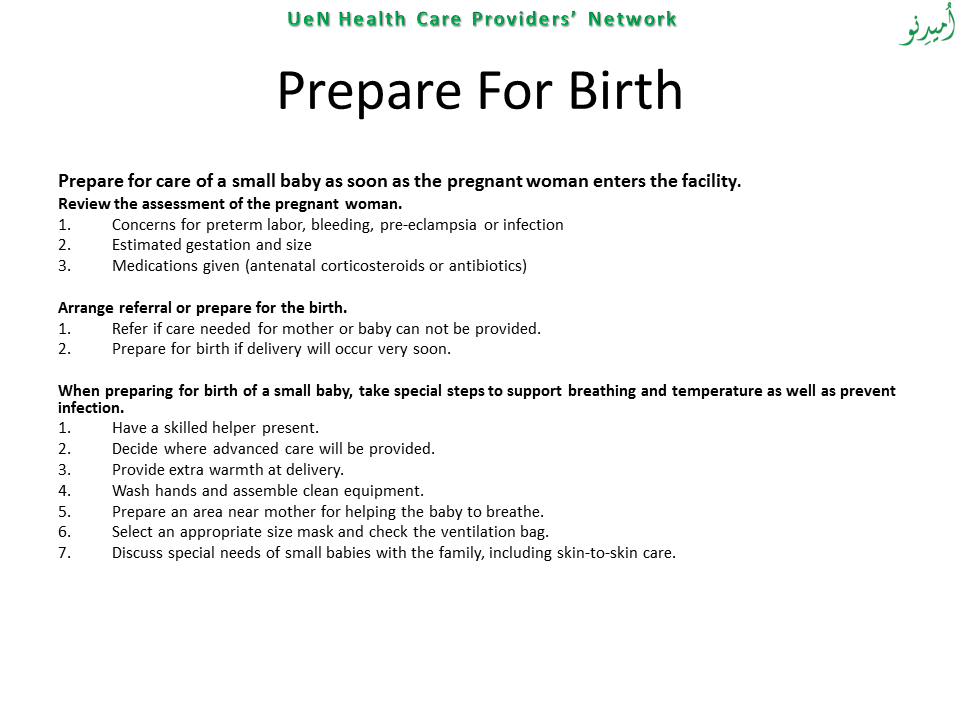 UeN Health Care Providers’ Network
اُمیدِنو
Prepare For Birth
Prepare for care of a small baby as soon as the pregnant woman enters the facility.
Review the assessment of the pregnant woman.
1. Concerns for preterm labor, bleeding, pre-eclampsia or infection
2. Estimated gestation and size
3. Medications given (antenatal corticosteroids or antibiotics)
Arrange referral or prepare for the birth.
1. Refer if care needed for mother or baby can not be provided.
2. Prepare for birth if delivery will occur very soon.
When preparing for birth of a small baby, take special steps to support breathing and temperature as well as prevent
infection.
1. Have a skilled helper present.
2. Decide where advanced care will be provided.
3. Provide extra warmth at delivery.
4. Wash hands and assemble clean equipment.
5. Prepare an area near mother for helping the baby to breathe.
6. Select an appropriate size mask and check the ventilation bag.
7. Discuss special needs of small babies with the family, including skin-to-skin care.